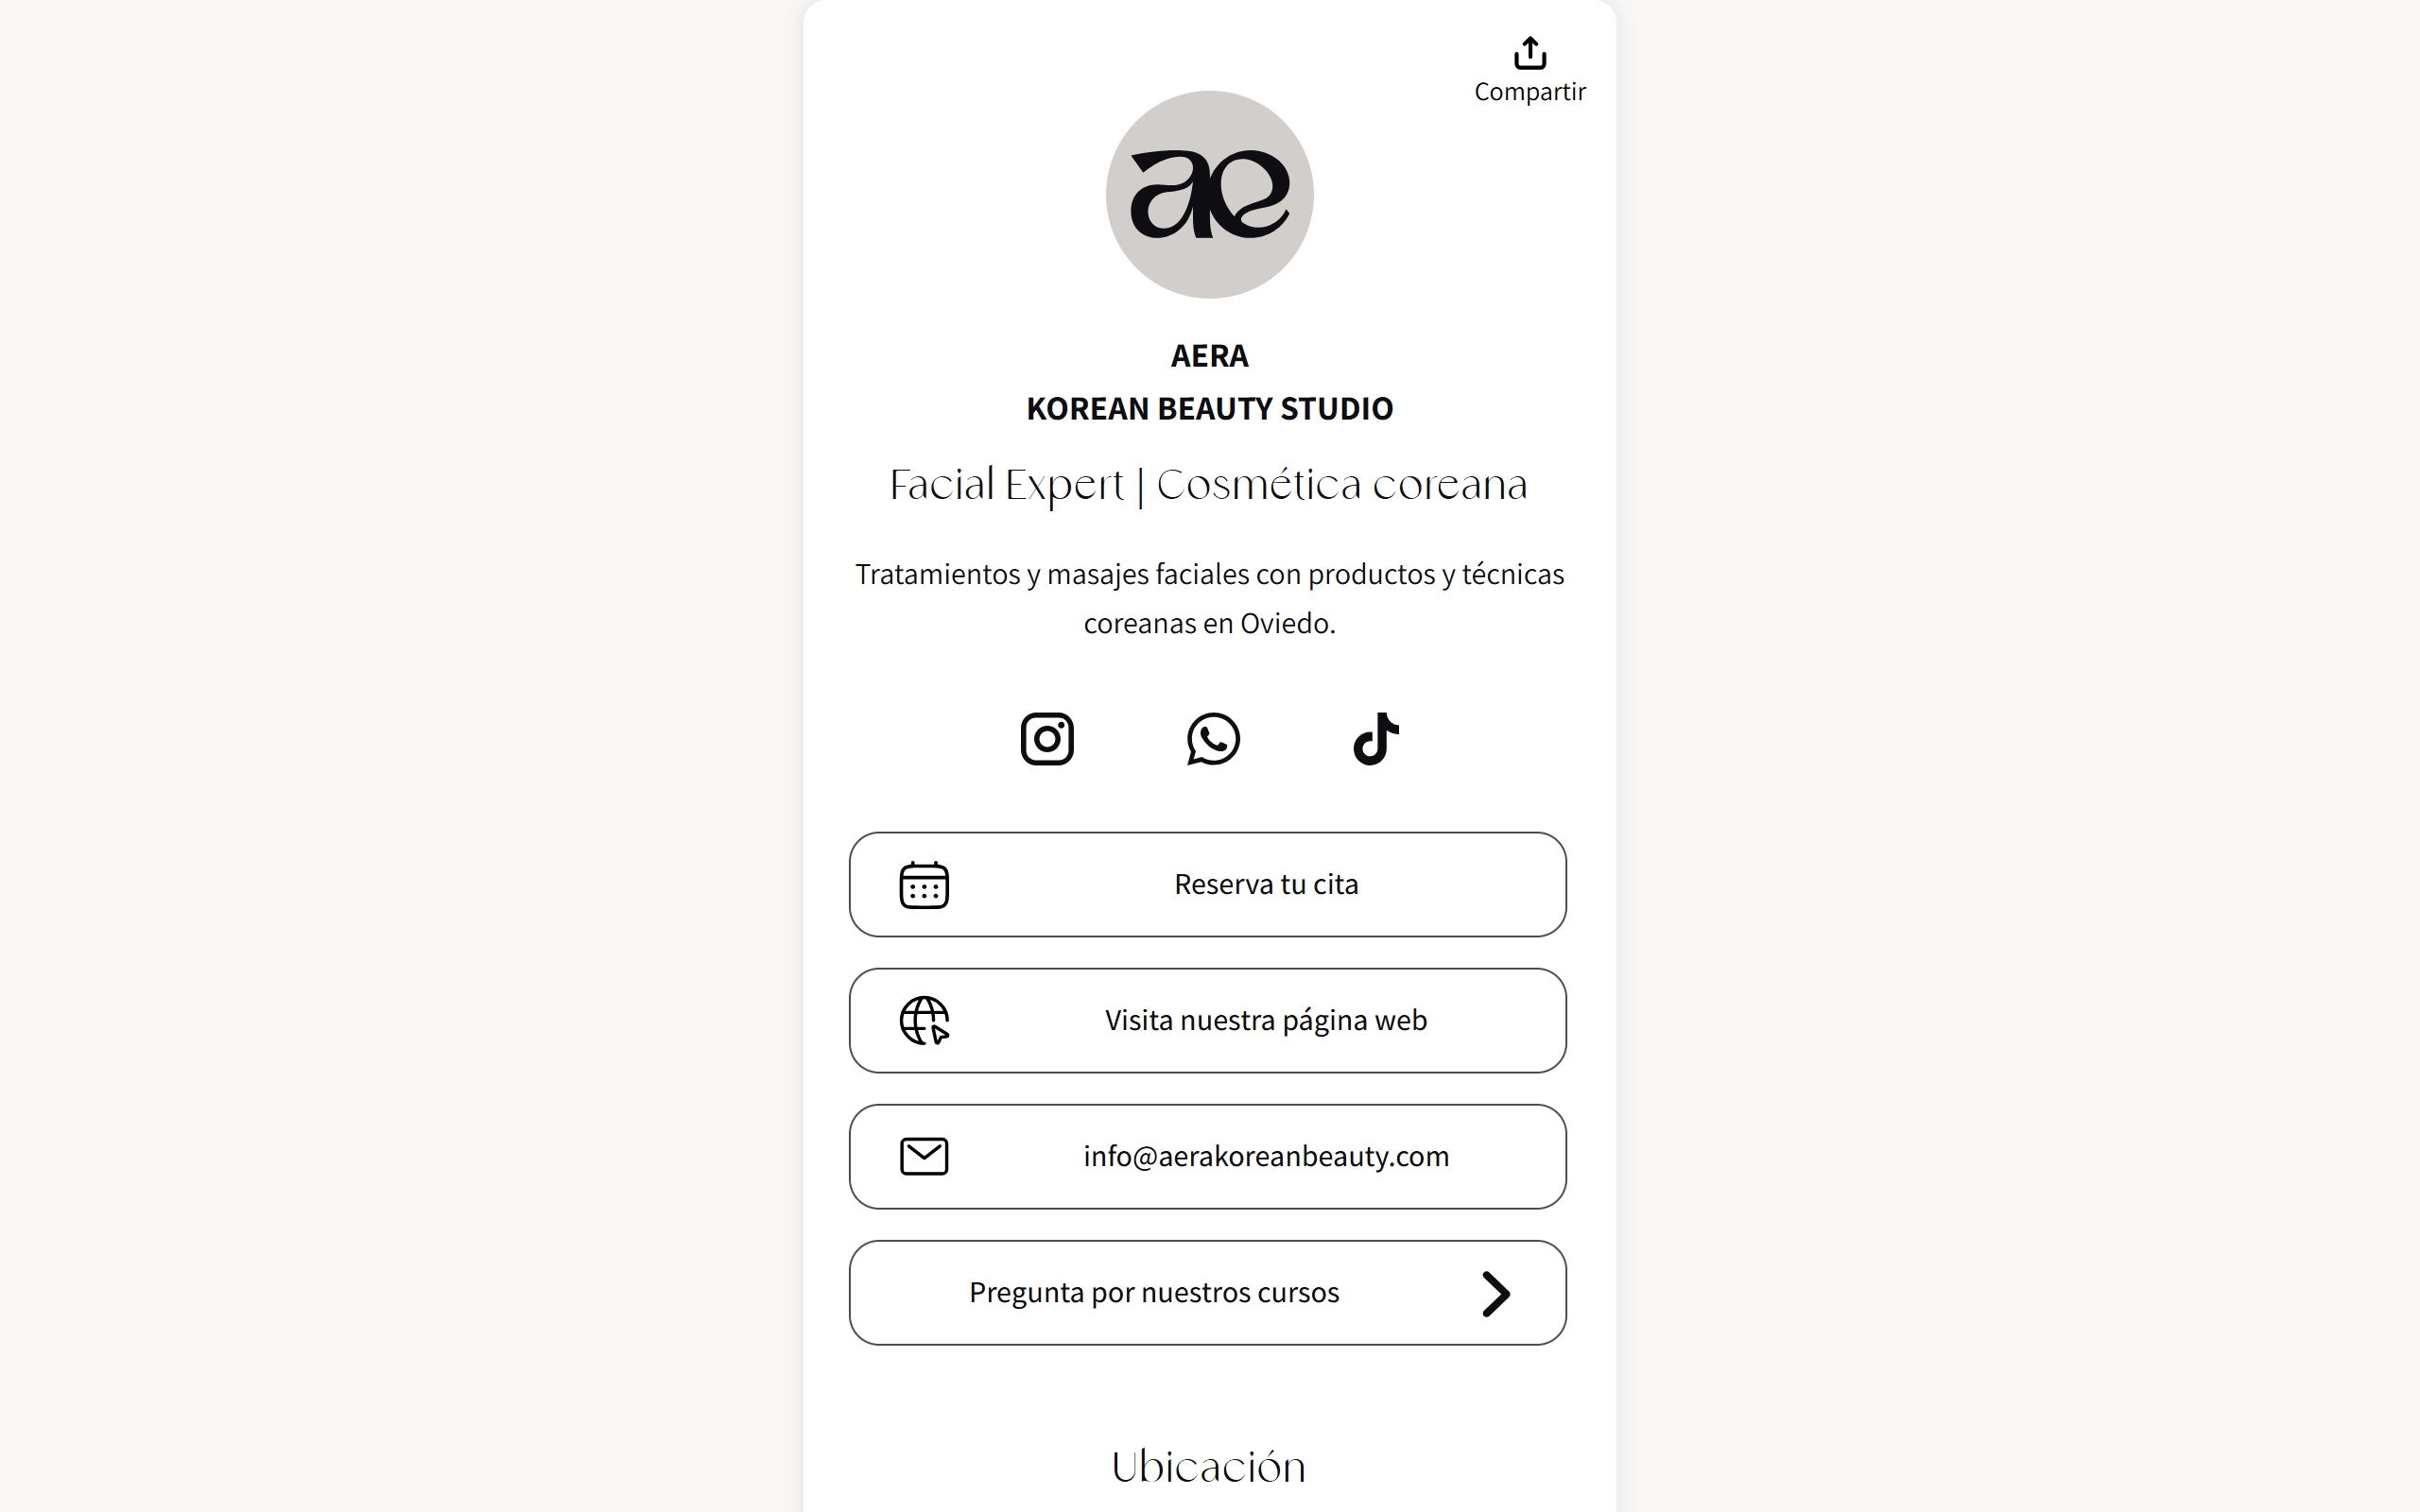 Compartir
ae
AERA
KOREAN BEAUTY STUDIO
Facial Expert | Cosmética coreana
Tratamientos y masajes faciales con productos y técnicas
coreanas en Oviedo.
Reserva tu cita
Visita nuestra página web
info@aerakoreanbeauty.com
Pregunta por nuestros cursos
Ubicación